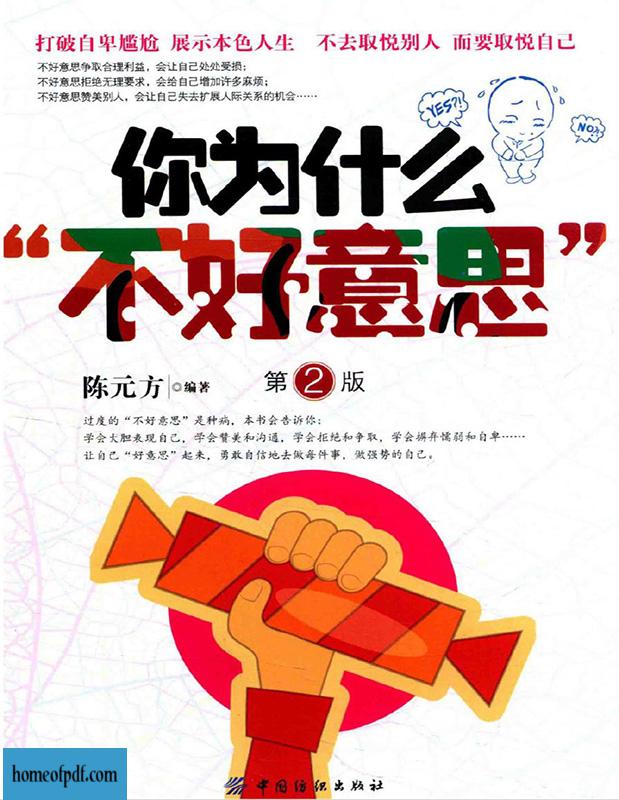 打破自卑尴尬 展示本色人生 不去取悦别人 而要取悦自己
不好意思争取合理利益，会让自己处处受损；
不好意思拒绝无理要求，会给自己增加许多麻烦；
不好意思赞美别人，会让自己失去扩展人际关系的机会……
YES?!
NO?
你为什么
“不好意思”
陈元方 ◎编著
第2版
过度的“不好意思”是种病，本书会告诉你：
学会大胆表现自己，学会赞美和沟通，学会拒绝和争取，学会摒弃懦弱和自卑……
让自己“好意思”起来，勇敢自信地去做每件事，做强势的自己。
homeofpdf.com
中国纺织出版社